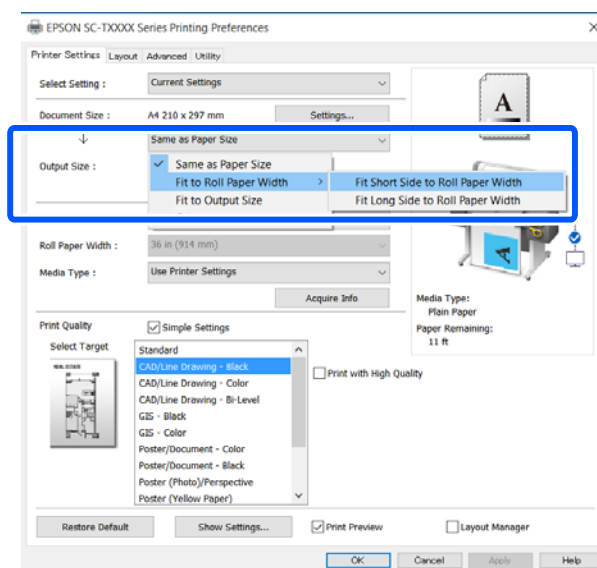 EPSON SC-TXXXX Series Printing Preferences
Printer Settings Layout Advanced Utility
Select Setting : Current Settings
A
Document Size : A4 210 x 297 mm Settings...
↓ Same as Paper Size
Output Size : ✓ Same as Paper Size
Fit to Roll Paper Width > Fit Short Side to Roll Paper Width
Fit to Output Size Fit Long Side to Roll Paper Width
Roll Paper Width : 36 in (914 mm)
A
Media Type : Use Printer Settings
Acquire Info
Media Type:
Plain Paper
Paper Remaining:
11 ft
Print Quality Simple Settings
Select Target
Standard
CAD/Line Drawing - Black
CAD/Line Drawing - Color
CAD/Line Drawing - Bi-Level
GIS - Black
GIS - Color
Poster/Document - Color
Poster/Document - Black
Poster (Photo)/Perspective
Poster (Yellow Paper)
REAL ESTATE
Print with High Quality
Restore Default Show Settings... Print Preview Layout Manager
OK Cancel Apply Help